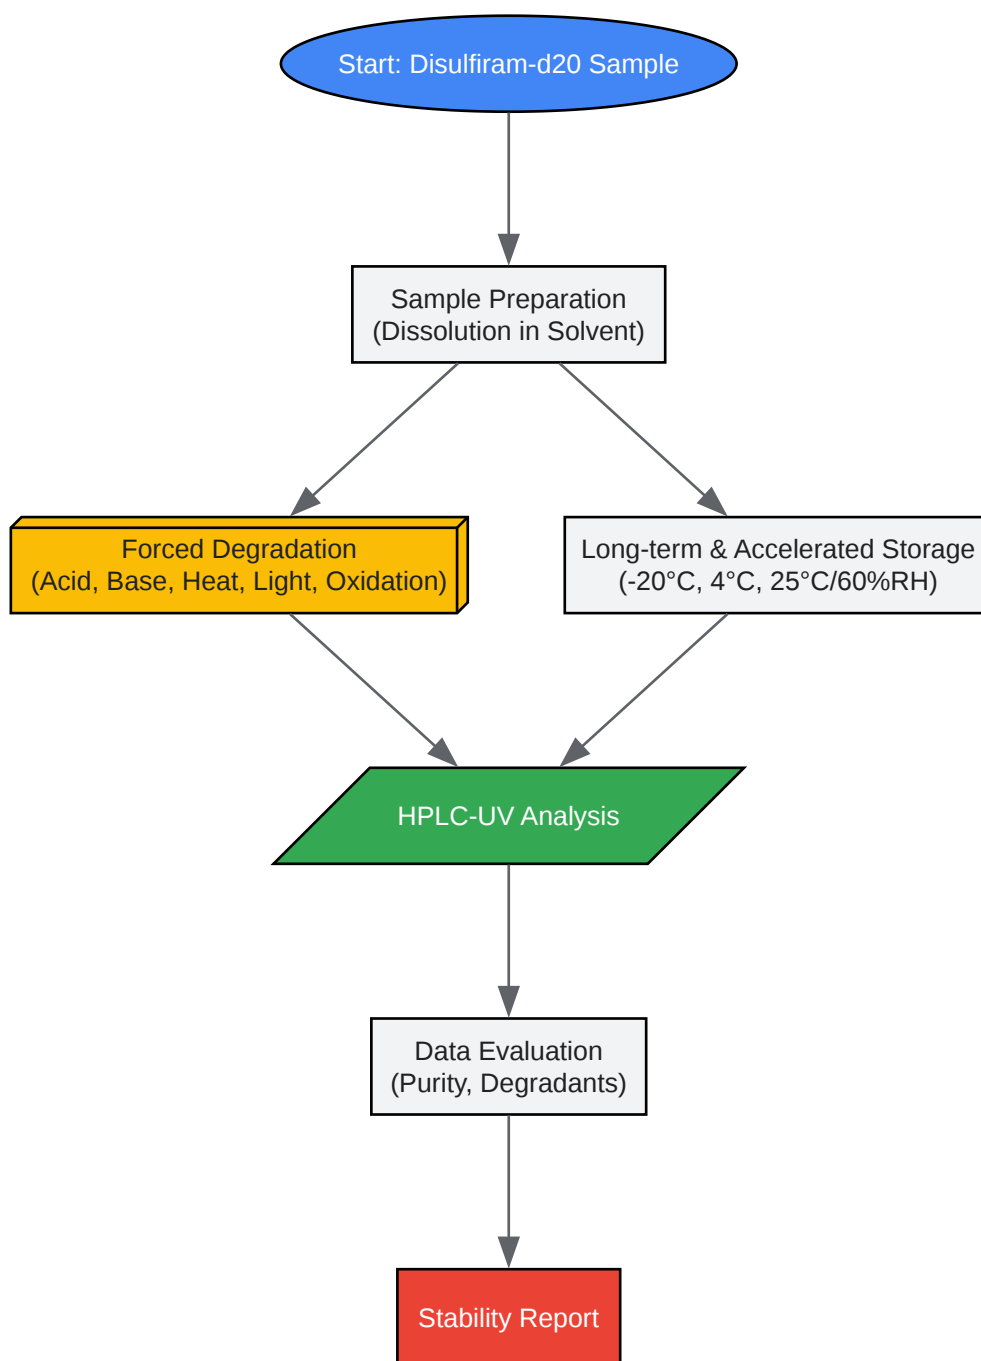 Start: Disulfiram-d20 Sample
Sample Preparation
(Dissolution in Solvent)
Forced Degradation
(Acid, Base, Heat, Light, Oxidation)
Long-term & Accelerated Storage
(-20°C, 4°C, 25°C/60%RH)
HPLC-UV Analysis
Data Evaluation
(Purity, Degradants)
Stability Report